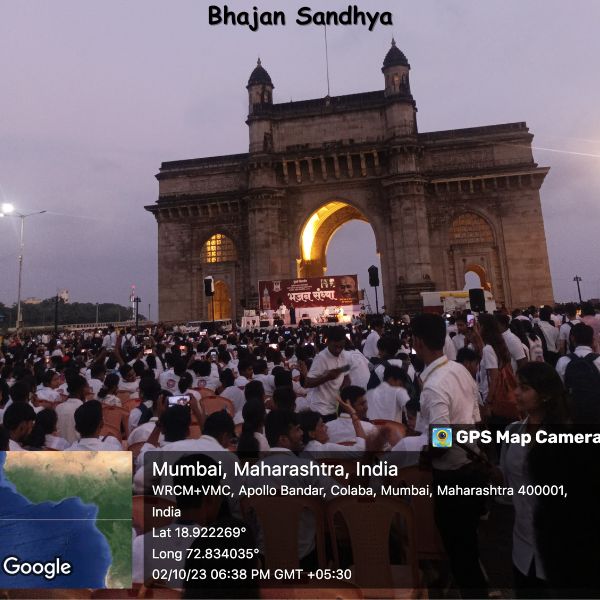 Bhajan Sandhya
भजन संध्या
GPS Map Camera
Mumbai, Maharashtra, India
WRCM+VMC, Apollo Bandar, Colaba, Mumbai, Maharashtra 400001,
India
Lat 18.922269°
Long 72.834035°
02/10/23 06:38 PM GMT +05:30
Google